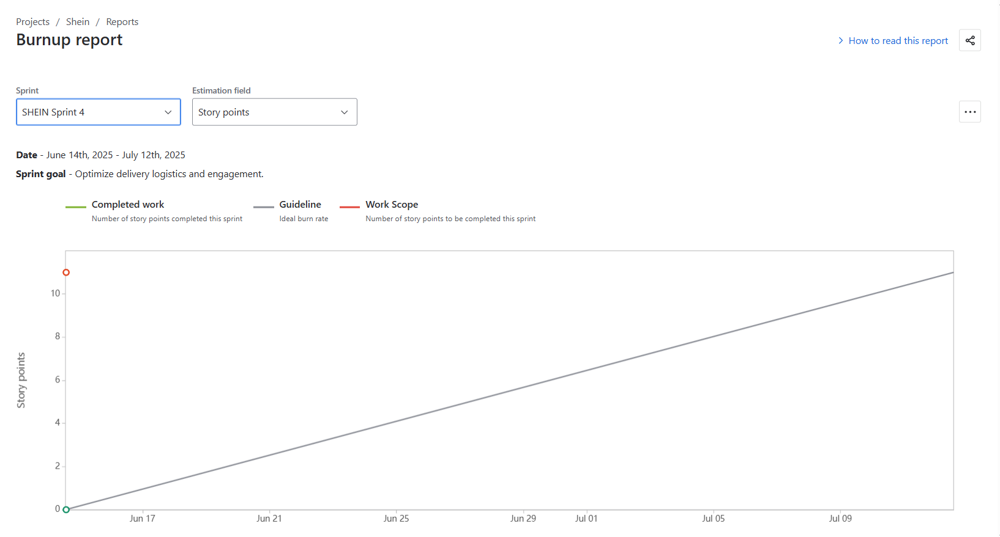 Projects / Shein / Reports
Burnup report
How to read this report
Sprint
Estimation field
SHEIN Sprint 4
Story points
Date - June 14th, 2025 - July 12th, 2025
Sprint goal - Optimize delivery logistics and engagement.
Completed work
Number of story points completed this sprint
Guideline
Ideal burn rate
Work Scope
Number of story points to be completed this sprint
Story points
10
8
6
4
2
0
Jun 17 Jun 21 Jun 25 Jun 29 Jul 01 Jul 05 Jul 09